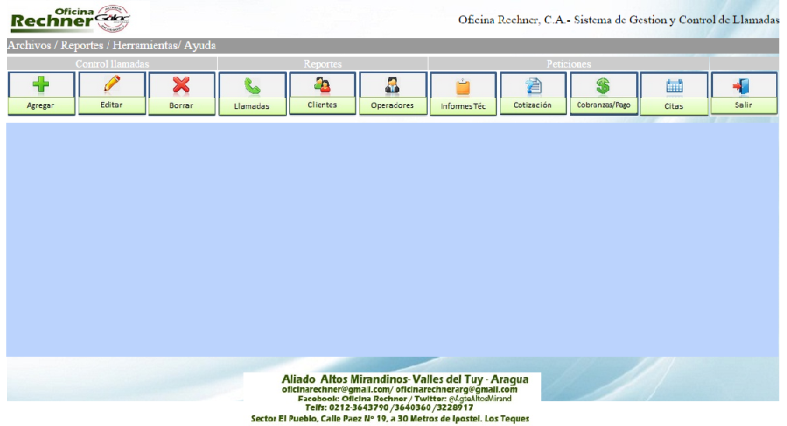 Oficina
Rechner Color
Oficina Rechner, C.A.- Sistema de Gestion y Control de Llamadas
Archivos / Reportes / Herramientas/ Ayuda
Control llamadas Reportes Peticiones
Agregar Editar Borrar Llamadas Clientes Operadores Informes Téc Cotización Cobranzas/Pago Citas Salir
Aliado Altos Mirandinos- Valles del Tuy - Aragua
oficinarechner@gmail.com/ oficinarechnerarg@gmail.com
Facebook: Oficina Rechner / Twitter: @AgroAltosMirand
Telfs: 0212-3643790 /3640360 /3228917
Sector El Pueblo, Calle Paez Nº 19, a 30 Metros de Ipostel. Los Teques